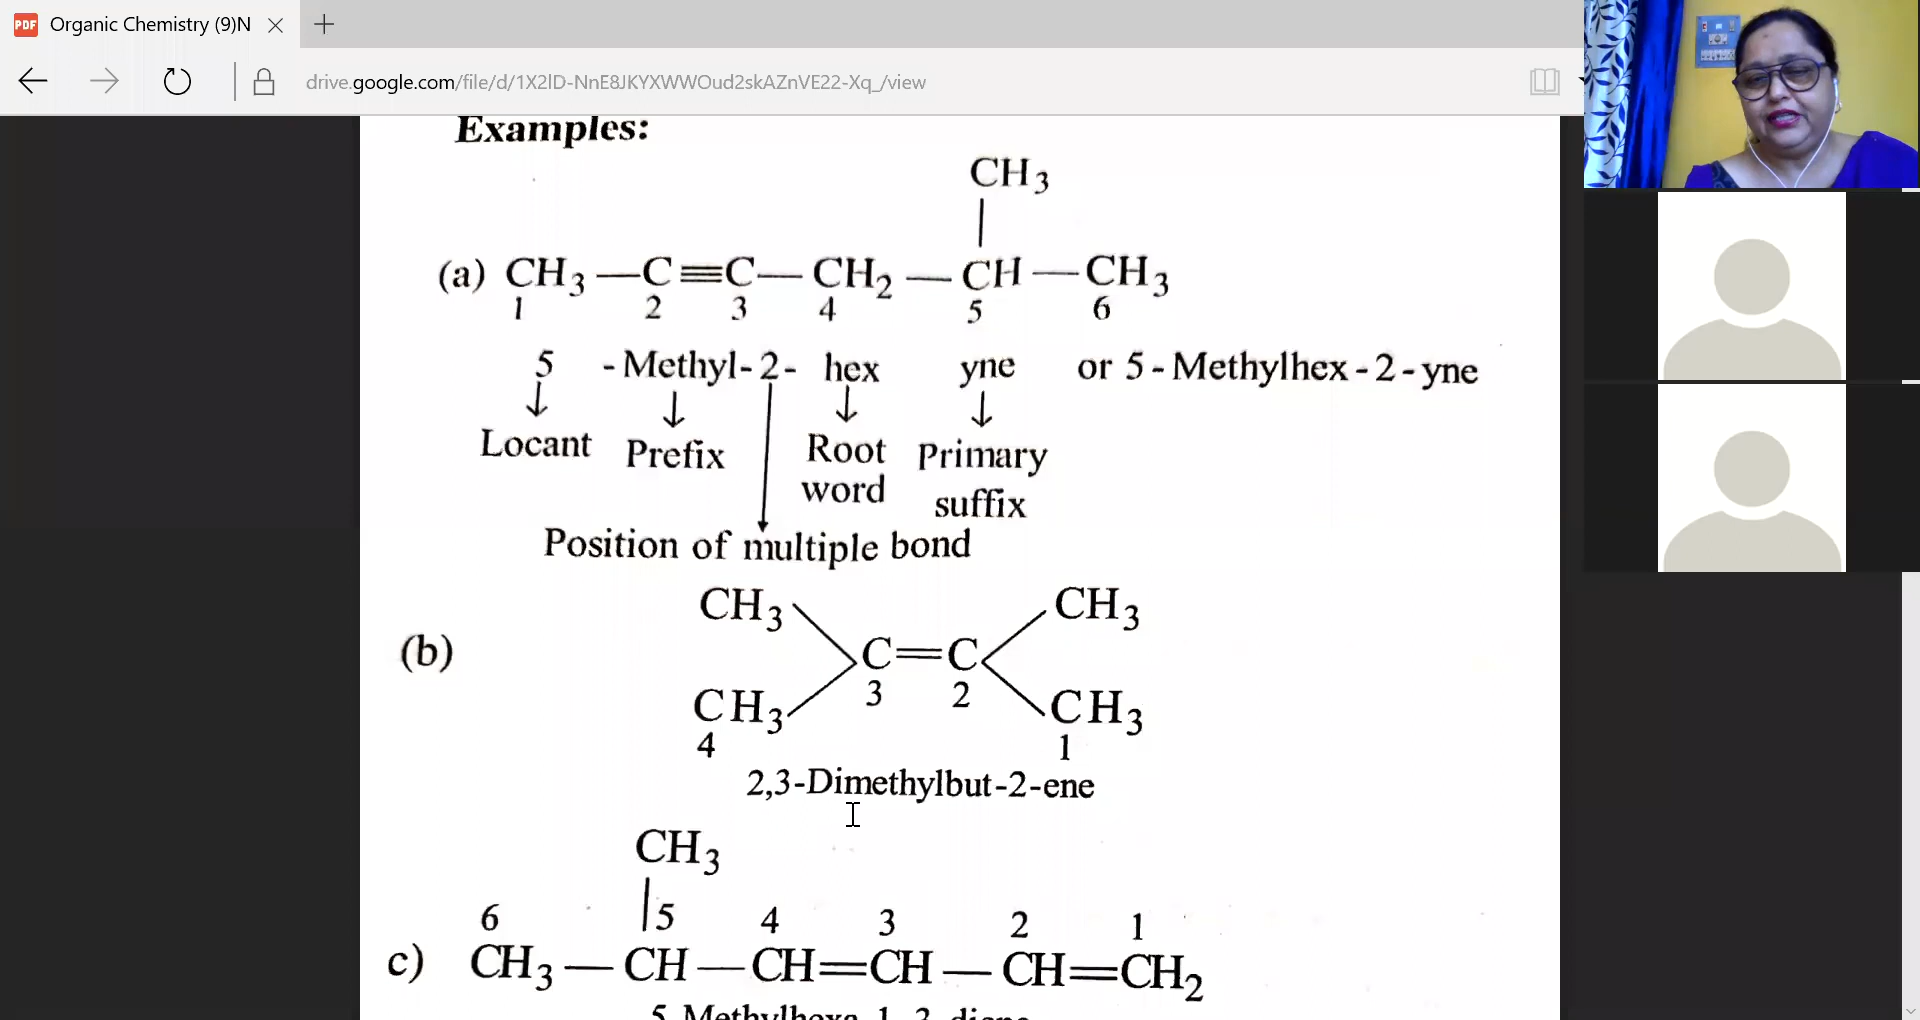 Organic Chemistry (9)N
drive.google.com/file/d/1X2lD-NnE8JKYXWWOud2skAZnVE22-Xq_/view
Examples:
CH3
(a) CH3—C≡C—CH2—CH—CH3
1 2 3 4 5 6
5 -Methyl-2- hex yne or 5-Methylhex-2-yne
Locant Prefix Root word Primary suffix
Position of multiple bond
CH3 CH3
(b) C=C
3 2
CH3 CH3
4 1
2,3-Dimethylbut-2-ene
CH3
6 5 4 3 2 1
c) CH3—CH—CH=CH—CH=CH2